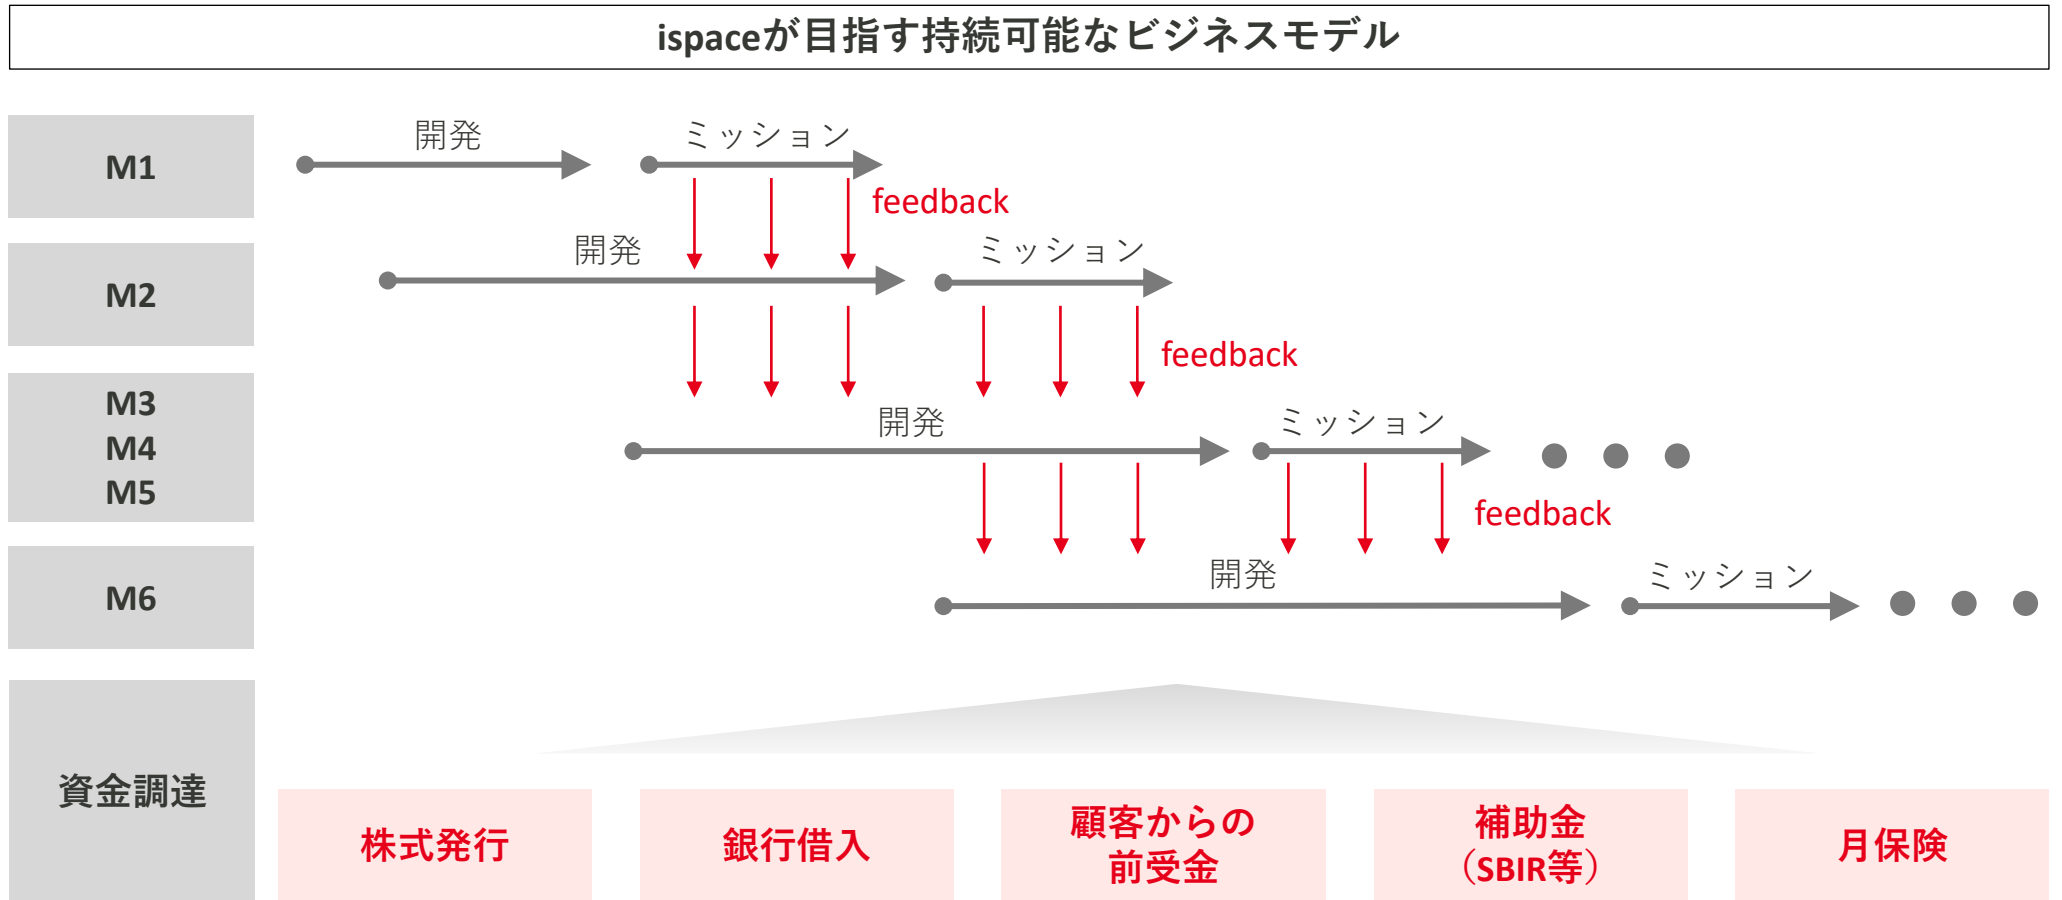 ispaceが目指す持続可能なビジネスモデル
M1
開発
ミッション
feedback
M2
開発
ミッション
feedback
M3
M4
M5
開発
ミッション
feedback
M6
開発
ミッション
資金調達
株式発行
銀行借入
顧客からの
前受金
補助金
（SBIR等）
月保険